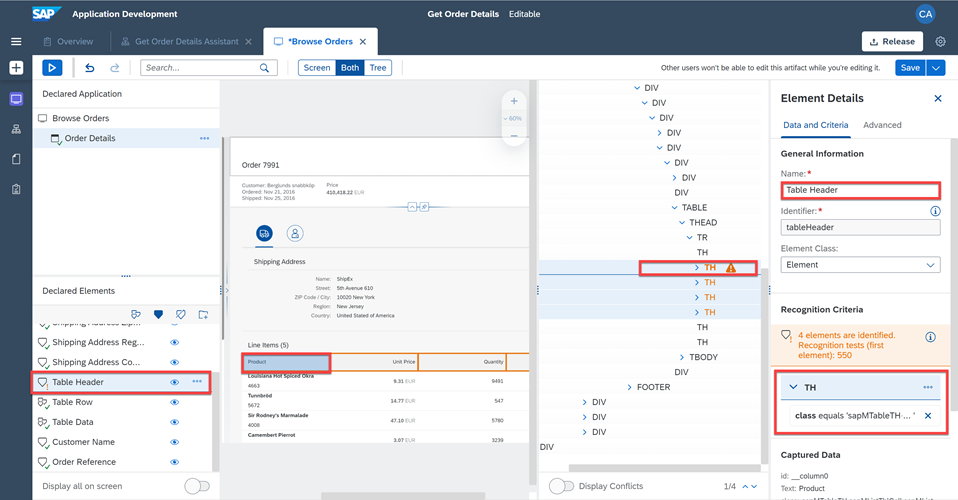 SAP
Application Development
Get Order Details
Editable
CA
Overview
Get Order Details Assistant
*Browse Orders
Release
Search...
Screen
Both
Tree
Other users won't be able to edit this artifact while you're editing it.
Save
Declared Application
Browse Orders
Order Details
Declared Elements
Shipping Address Reg...
Shipping Address Co...
Table Header
Table Row
Table Data
Customer Name
Order Reference
Display all on screen
60%
Order 7991
Customer: Berglunds snabbköp
Ordered: Nov 21, 2016
Shipped: Nov 25, 2016
Price
410,418.22 EUR
Shipping Address
Name: ShipEx
Street: 5th Avenue 610
ZIP Code / City: 10020 New York
Region: New Jersey
Country: United Stated of America
Line Items (5)
Product
Unit Price
Quantity
Louisiana Hot Spiced Okra
4663
9.31 EUR
9491
Tunnbröd
5672
14.77 EUR
547
Sir Rodney's Marmalade
4008
47.10 EUR
5780
Camembert Pierrot
3.07 EUR
3239
DIV
DIV
DIV
DIV
DIV
DIV
DIV
DIV
TABLE
THEAD
TR
TH
TH
TH
TH
TH
TH
TH
TBODY
DIV
FOOTER
DIV
DIV
DIV
DIV
Display Conflicts
1/4
Element Details
Data and Criteria
Advanced
General Information
Name: *
Table Header
Identifier: *
tableHeader
Element Class:
Element
Recognition Criteria
4 elements are identified.
Recognition tests (first
element): 550
TH
class equals 'sapMTableTH ... '
Captured Data
id: __column0
Text: Product